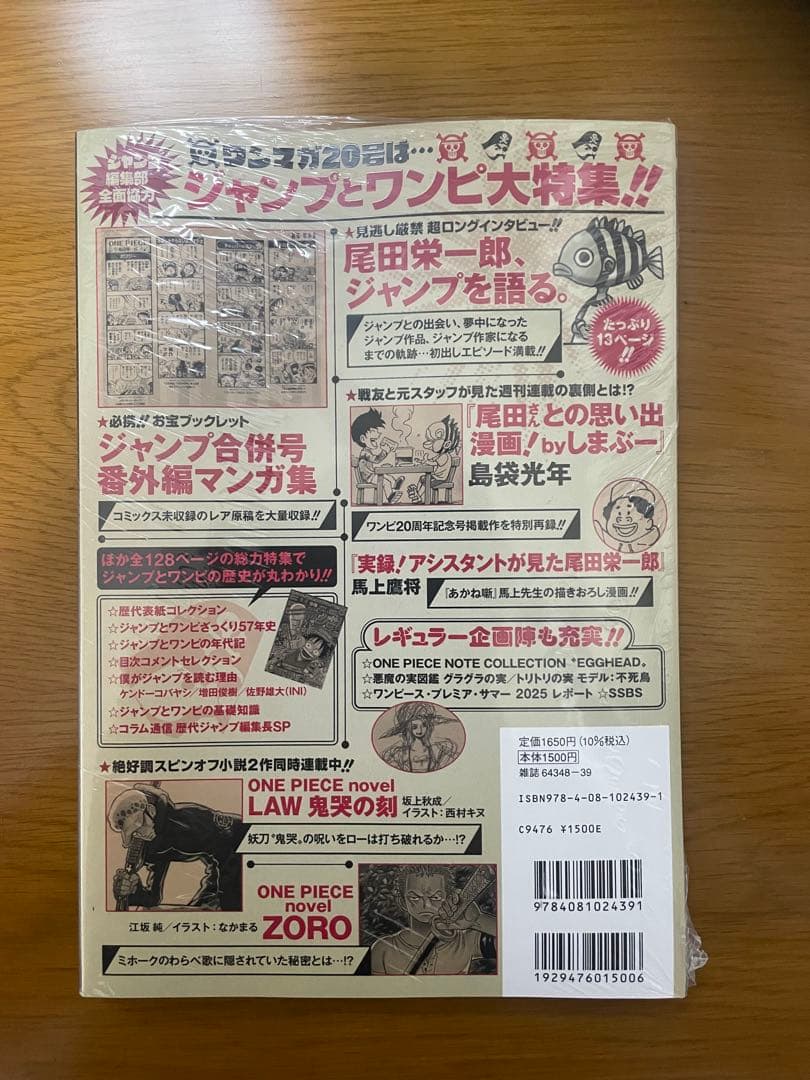 ジャンプ
編集部
全面協力
ワンマガ20号は…
ジャンプとワンピ大特集!!
ONE PIECE
★見逃し厳禁 超ロングインタビュー!!
尾田栄一郎、
ジャンプを語る。
ジャンプとの出会い、夢中になった
ジャンプ作品、ジャンプ作家になる
までの軌跡…初出しエピソード満載!!
たっぷり
13ページ
!!
★必携!! お宝ブックレット
ジャンプ合併号
番外編マンガ集
コミックス未収録のレア原稿を大量収録!!
★戦友と元スタッフが見た週刊連載の裏側とは!?
『尾田さんとの思い出
漫画!byしまぶー』
島袋光年
ワンピ20周年記念号掲載作を特別再録!!
『実録!アシスタントが見た尾田栄一郎』
馬上鷹将
『あかね噺』馬上先生の描きおろし漫画!!
ほか全128ページの総力特集で
ジャンプとワンピの歴史が丸わかり!!
☆歴代表紙コレクション
☆ジャンプとワンピざっくり57年史
☆ジャンプとワンピの年代記
☆目次コメントセレクション
☆僕がジャンプを読む理由
ケンドーコバヤシ/増田俊樹/佐野雄大(INI)
☆ジャンプとワンピの基礎知識
☆コラム通信 歴代ジャンプ編集長SP
レギュラー企画陣も充実!!
☆ONE PIECE NOTE COLLECTION “EGGHEAD„
☆悪魔の実図鑑 グラグラの実/トリトリの実 モデル:不死鳥
☆ワンピース・プレミア・サマー 2025 レポート ☆SSBS
★絶好調スピンオフ小説2作同時連載中!!
ONE PIECE novel
LAW 鬼哭の刻
坂上秋成/
イラスト:西村キヌ
妖刀“鬼哭„の呪いをローは打ち破れるか…!?
ONE PIECE
novel
ZORO
江坂 純/イラスト:なかまる
ミホークのわらべ歌に隠されていた秘密とは…!?
定価1650円(10%税込)
本体1500円
雑誌 64348-39
ISBN978-4-08-102439-1
C9476 ¥1500E
9784081024391
1929476015006